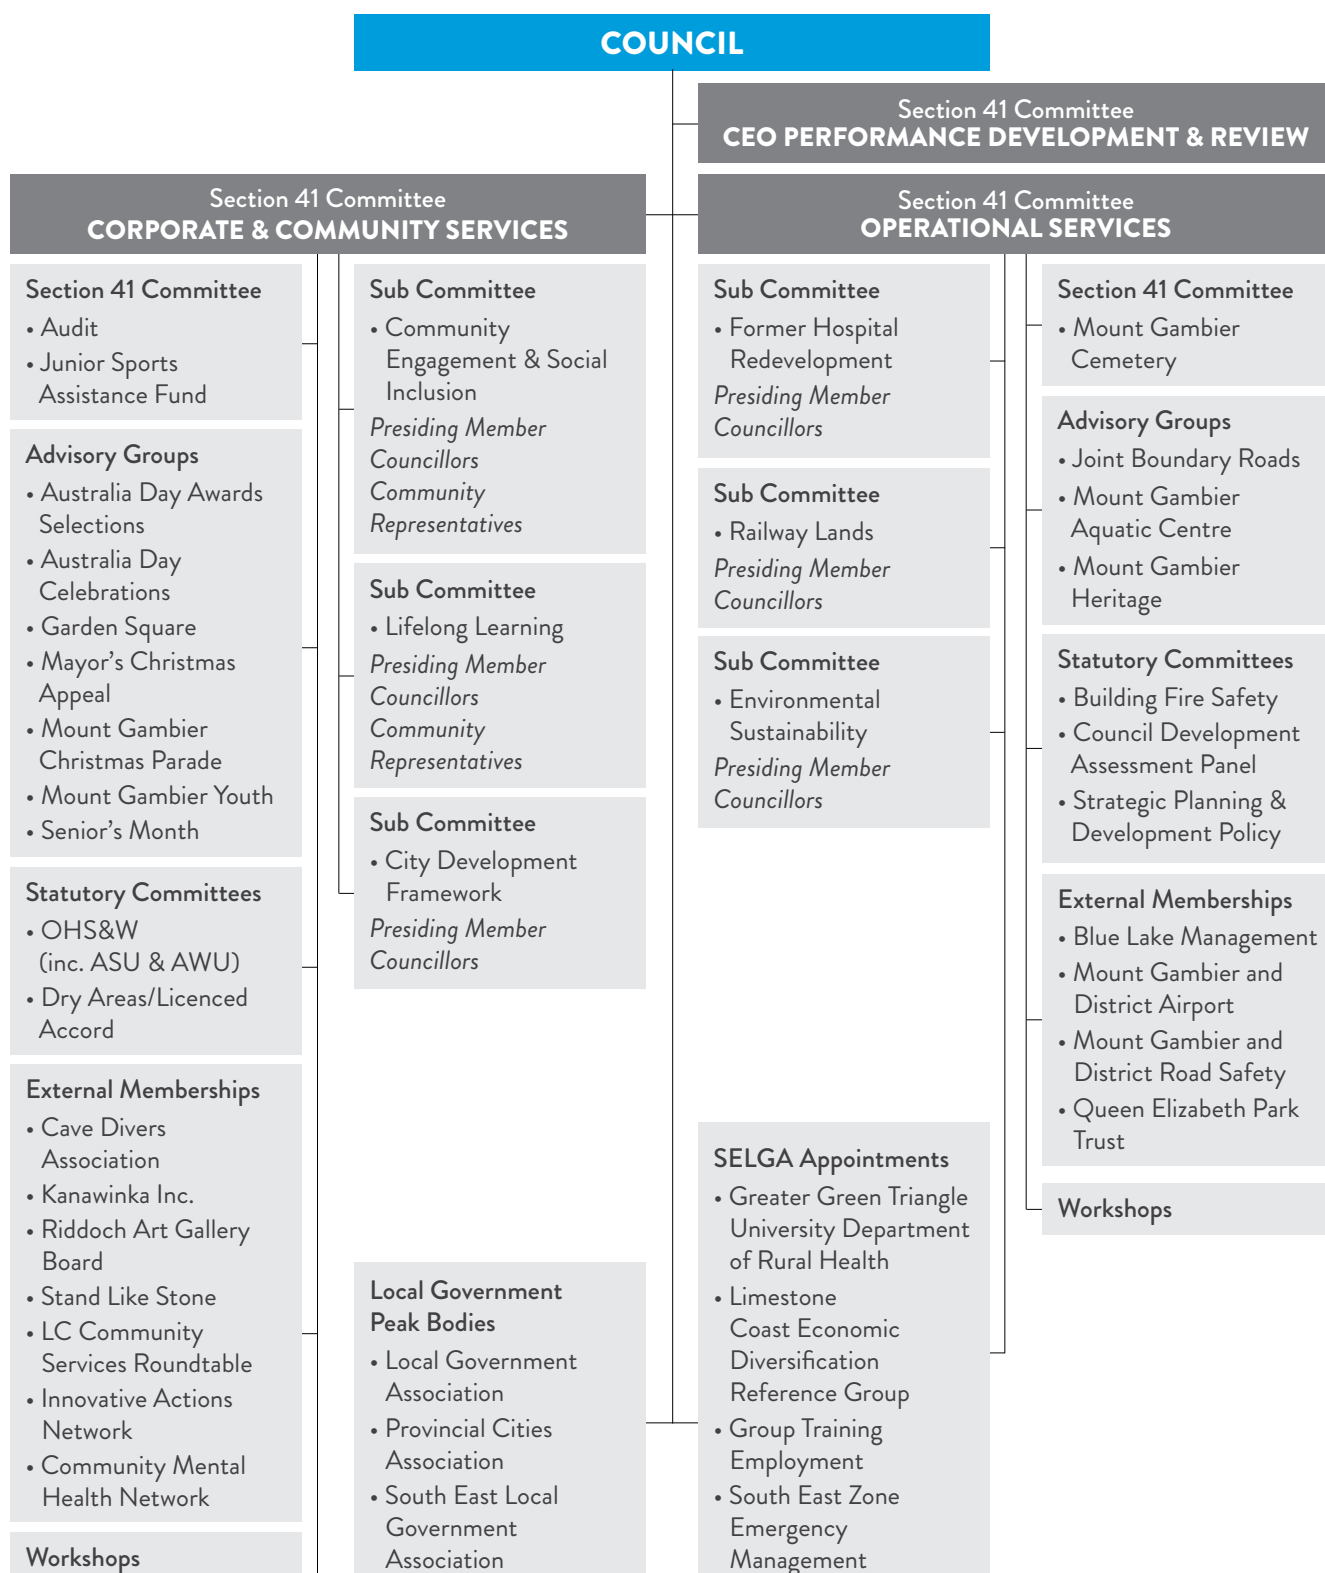 COUNCIL
Section 41 Committee
CEO PERFORMANCE DEVELOPMENT & REVIEW
Section 41 Committee
CORPORATE & COMMUNITY SERVICES
Section 41 Committee
OPERATIONAL SERVICES
Section 41 Committee
• Audit
• Junior Sports
Assistance Fund
Advisory Groups
• Australia Day Awards
Selections
• Australia Day
Celebrations
• Garden Square
• Mayor's Christmas
Appeal
• Mount Gambier
Christmas Parade
• Mount Gambier Youth
• Senior's Month
Statutory Committees
• OHS&W
(inc. ASU & AWU)
• Dry Areas/Licenced
Accord
External Memberships
• Cave Divers
Association
• Kanawinka Inc.
• Riddoch Art Gallery
Board
• Stand Like Stone
• LC Community
Services Roundtable
• Innovative Actions
Network
• Community Mental
Health Network
Workshops
Sub Committee
• Community
Engagement & Social
Inclusion
Presiding Member
Councillors
Community
Representatives
Sub Committee
• Lifelong Learning
Presiding Member
Councillors
Community
Representatives
Sub Committee
• City Development
Framework
Presiding Member
Councillors
Local Government
Peak Bodies
• Local Government
Association
• Provincial Cities
Association
• South East Local
Government
Association
Sub Committee
• Former Hospital
Redevelopment
Presiding Member
Councillors
Sub Committee
• Railway Lands
Presiding Member
Councillors
Sub Committee
• Environmental
Sustainability
Presiding Member
Councillors
SELGA Appointments
• Greater Green Triangle
University Department
of Rural Health
• Limestone
Coast Economic
Diversification
Reference Group
• Group Training
Employment
• South East Zone
Emergency
Management
Section 41 Committee
• Mount Gambier
Cemetery
Advisory Groups
• Joint Boundary Roads
• Mount Gambier
Aquatic Centre
• Mount Gambier
Heritage
Statutory Committees
• Building Fire Safety
• Council Development
Assessment Panel
• Strategic Planning &
Development Policy
External Memberships
• Blue Lake Management
• Mount Gambier and
District Airport
• Mount Gambier and
District Road Safety
• Queen Elizabeth Park
Trust
Workshops